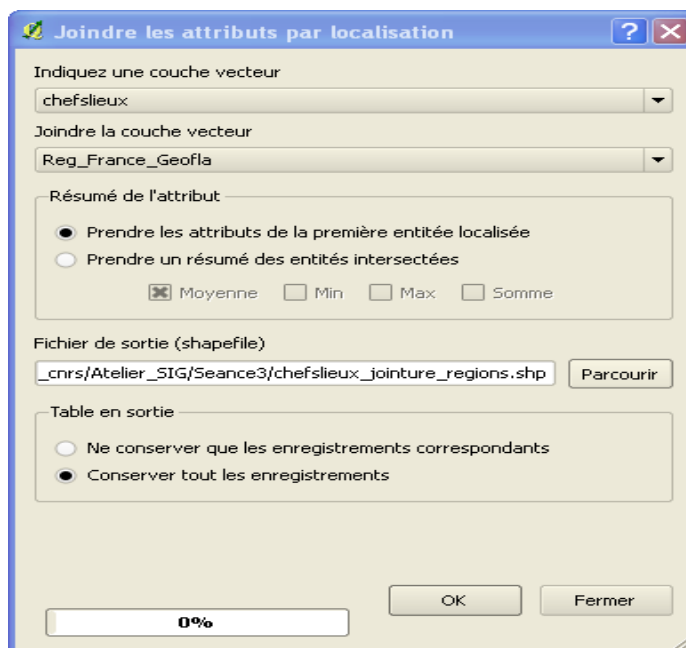 Joindre les attributs par localisation
Indiquez une couche vecteur
chefslieux
Joindre la couche vecteur
Reg_France_Geofla
Résumé de l'attribut
Prendre les attributs de la première entitée localisée
Prendre un résumé des entités intersectées
Moyenne Min Max Somme
Fichier de sortie (shapefile)
_cnrs/Atelier_SIG/Seance3/chefslieux_jointure_regions.shp Parcourir
Table en sortie
Ne conserver que les enregistrements correspondants
Conserver tout les enregistrements
OK Fermer
0%